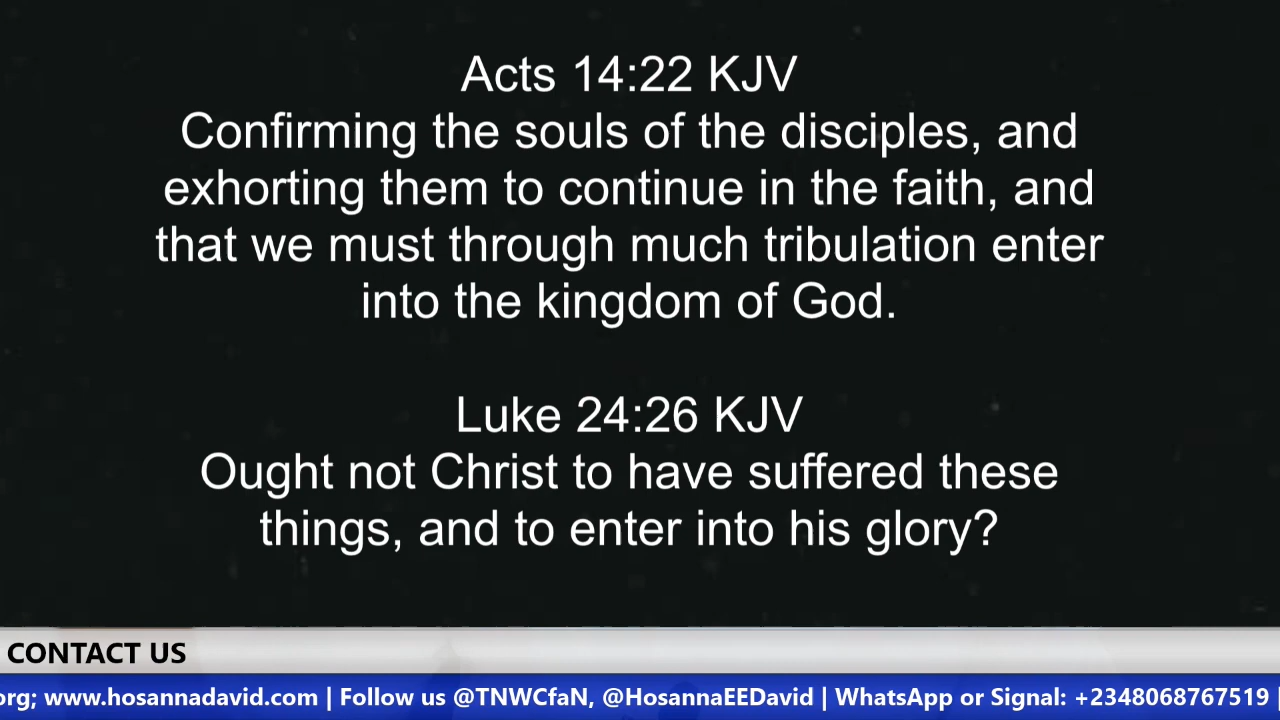 Acts 14:22 KJV
Confirming the souls of the disciples, and
exhorting them to continue in the faith, and
that we must through much tribulation enter
into the kingdom of God.
Luke 24:26 KJV
Ought not Christ to have suffered these
things, and to enter into his glory?
CONTACT US
org; www.hosannadavid.com | Follow us @TNWCfaN, @HosannaEEDavid | WhatsApp or Signal: +2348068767519 |